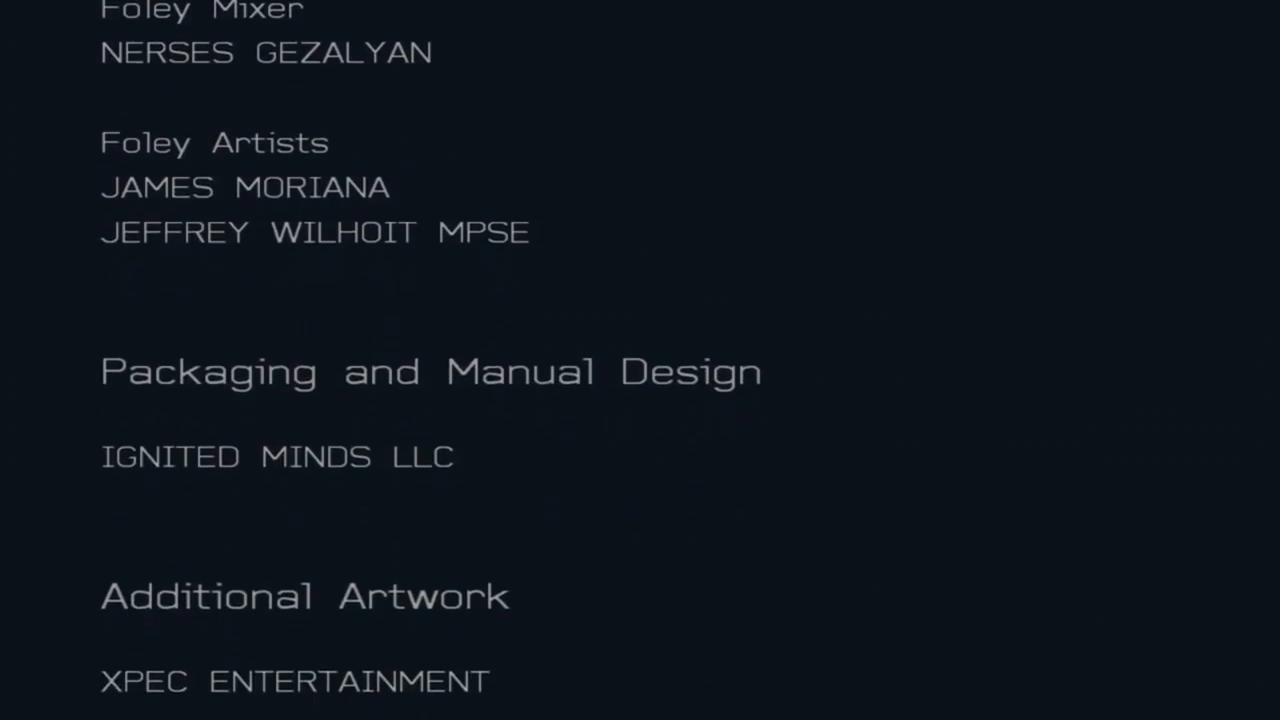 Foley Mixer
NERSES GEZALYAN
Foley Artists
JAMES MORIANA
JEFFREY WILHOIT MPSE
Packaging and Manual Design
IGNITED MINDS LLC
Additional Artwork
XPEC ENTERTAINMENT